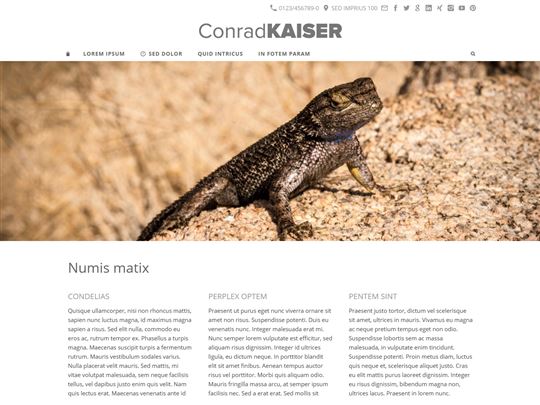 0123/456789-0 SEO IMPRIUS 100
ConradKAISER
LOREM IPSUM SED DOLOR QUID INTRICUS IN FOTEM PARAM
Numis matix
CONDELIAS
Quisque ullamcorper, nisi non rhoncus mattis,
sapien nunc luctus magna, id maximus magna
sapien a risus. Sed elit nulla, commodo eu
eros ac, rutrum tempor ex. Phasellus a turpis
magna. Maecenas suscipit turpis a fermentum
rutrum. Mauris vestibulum sodales varius.
Nulla placerat velit mauris. Sed mattis, mi
vitae volutpat malesuada, sem neque facilisis
tellus, vel dapibus justo enim quis velit. Nam
quis lectus erat. Maecenas venenatis ante id
PERPLEX OPTEM
Praesent ut purus eget nunc viverra ornare sit
amet non risus. Suspendisse potenti. Duis eu
venenatis nunc. Integer malesuada erat mi.
Nunc semper lorem vulputate est efficitur, sed
aliquam risus dignissim. Integer id ultrices
ligula, eu dictum neque. In porttitor blandit
elit sit amet finibus. Aenean tempus auctor
risus vel porttitor. Morbi quis aliquam odio.
Mauris fringilla massa arcu, at semper ipsum
facilisis nec. Sed a erat erat. Sed mollis sit
PENTEM SINT
Praesent justo tortor, dictum vel scelerisque
sit amet, ultrices in mauris. Vivamus eu magna
ac neque pretium tempus eget non odio.
Suspendisse lobortis sem ac massa
malesuada, in vulputate enim tincidunt.
Suspendisse potenti. Proin metus diam, luctus
quis neque et, scelerisque aliquet justo. Cras
eu elit mattis purus laoreet dignissim. Integer
eu risus dignissim, bibendum magna non,
ultrices lacus. Praesent in lorem nunc.